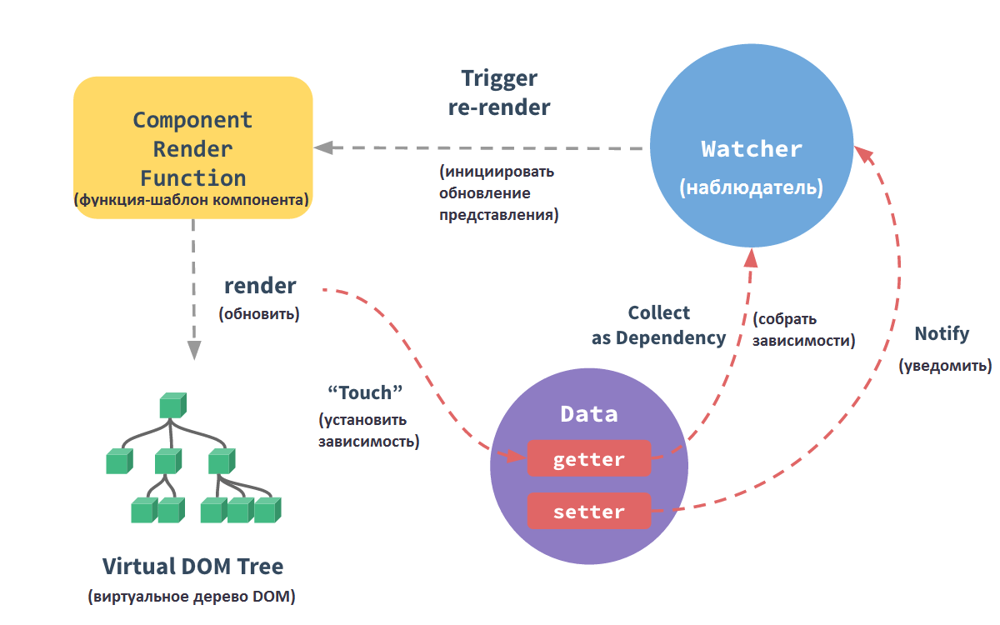 Component
Render
Function
(функция-шаблон компонента)
Trigger
re-render
(инициировать
обновление
представления)
Watcher
(наблюдатель)
render
(обновить)
“Touch”
(установить
зависимость)
Collect
as Dependency
(собрать
зависимости)
Notify
(уведомить)
Data
getter
setter
Virtual DOM Tree
(виртуальное дерево DOM)